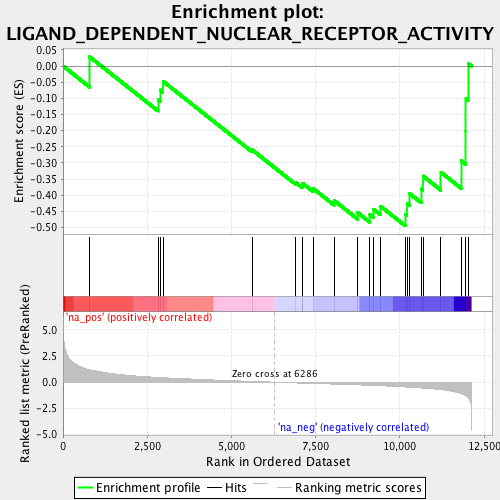 Enrichment plot:
LIGAND_DEPENDENT_NUCLEAR_RECEPTOR_ACTIVITY
Enrichment score (ES)
0.05
0.00
-0.05
-0.10
-0.15
-0.20
-0.25
-0.30
-0.35
-0.40
-0.45
-0.50
'na_pos' (positively correlated)
Ranked list metric (PreRanked)
5.0
2.5
0.0
-2.5
-5.0
Zero cross at 6286
'na_neg' (negatively correlated)
0
2,500
5,000
7,500
10,000
12,500
Rank in Ordered Dataset
Enrichment profile
Hits
Ranking metric scores